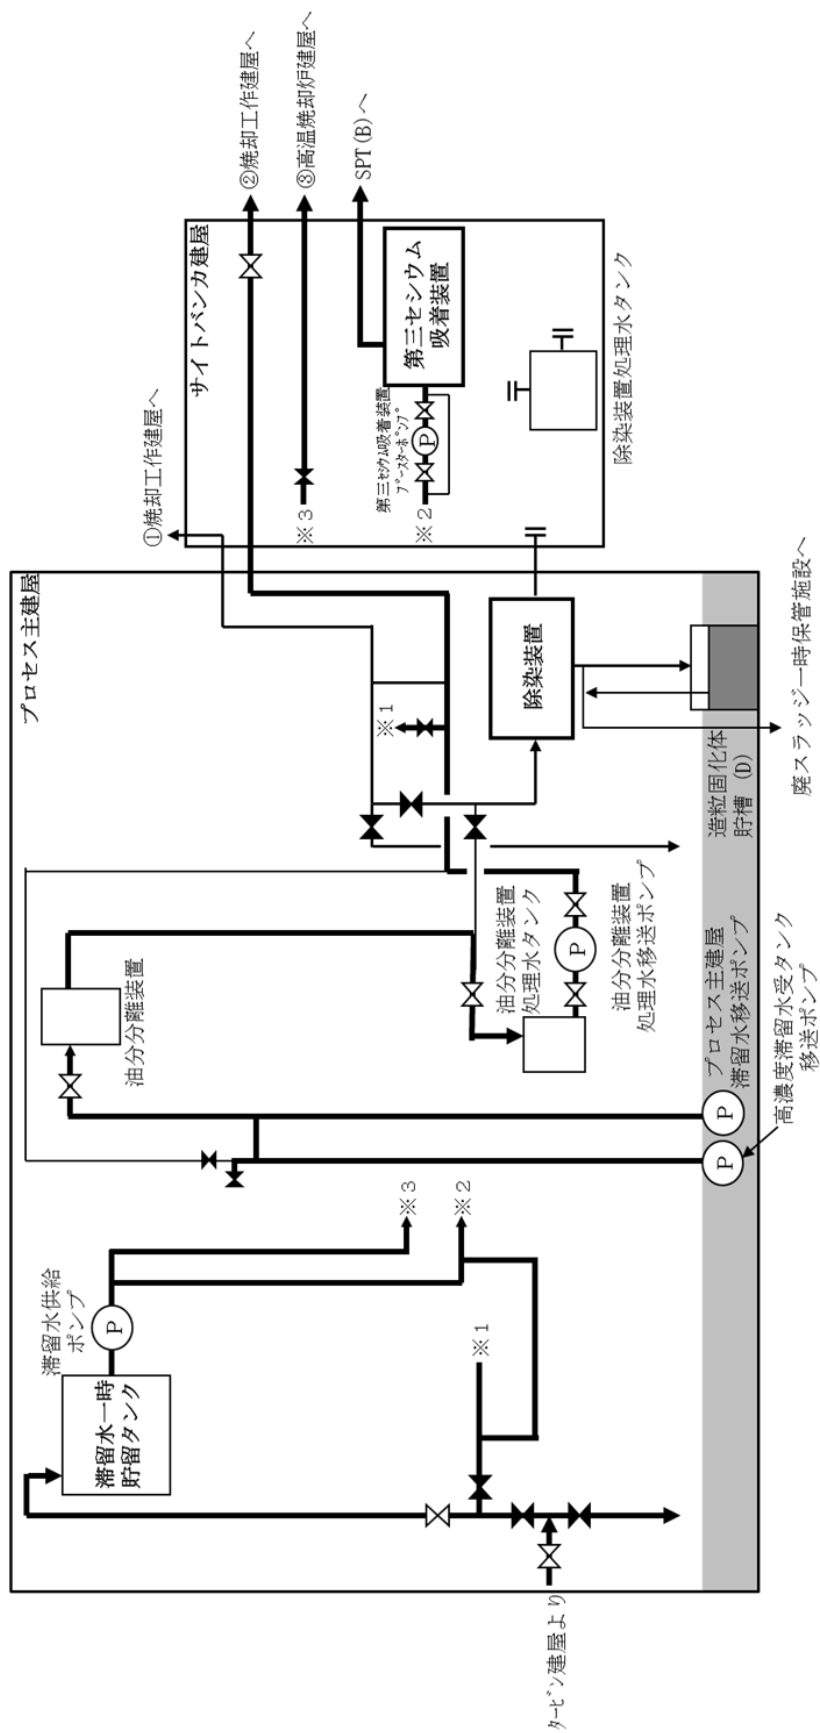 プロセス主建屋
サイトバンカ建屋
①焼却工作建屋へ
②焼却工作建屋へ
③高温焼却炉建屋へ
SPT(B)へ
第三セシウム
吸着装置
第三セシウム吸着装置
ブースターポンプ
P
※3
※2
除染装置処理水タンク
滞留水一時
貯留タンク
滞留水供給
ポンプ
P
※3
※2
※1
タービン建屋より
油分分離装置
油分分離装置
処理水タンク
油分分離装置
処理水移送ポンプ
P
※1
除染装置
造粒固化体
貯槽 (D)
廃スラッジ一時保管施設へ
プロセス主建屋
滞留水移送ポンプ
P
P
高濃度滞留水受タンク
移送ポンプ